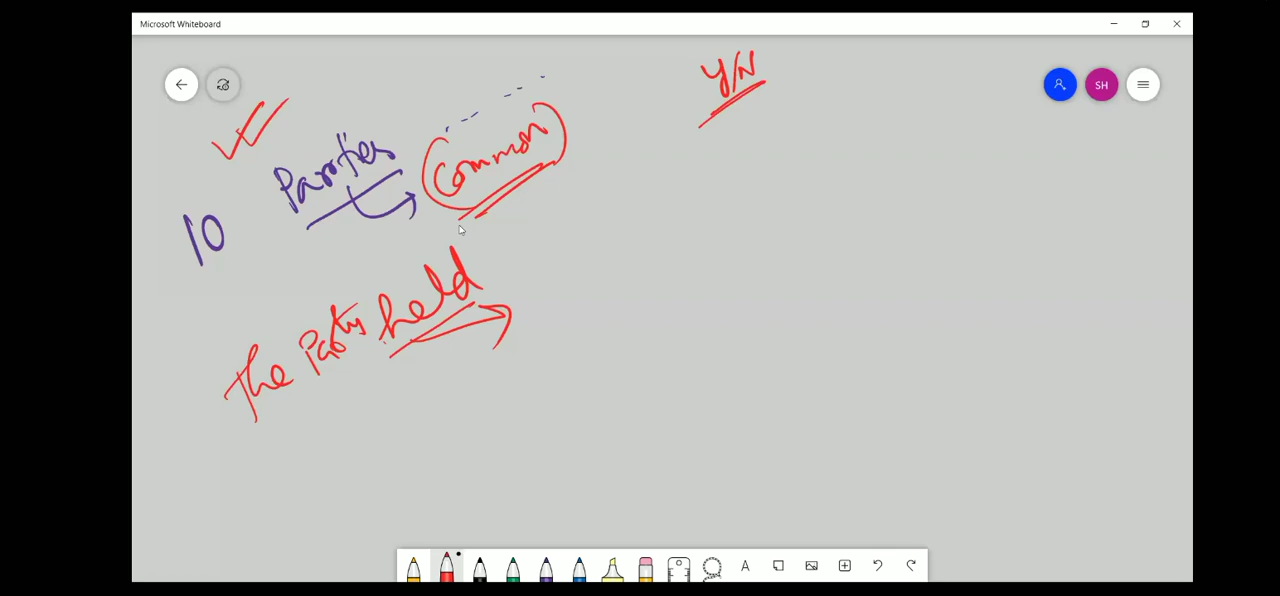 Microsoft Whiteboard
Y/N
SH
10 Parties Common
The Party held
A